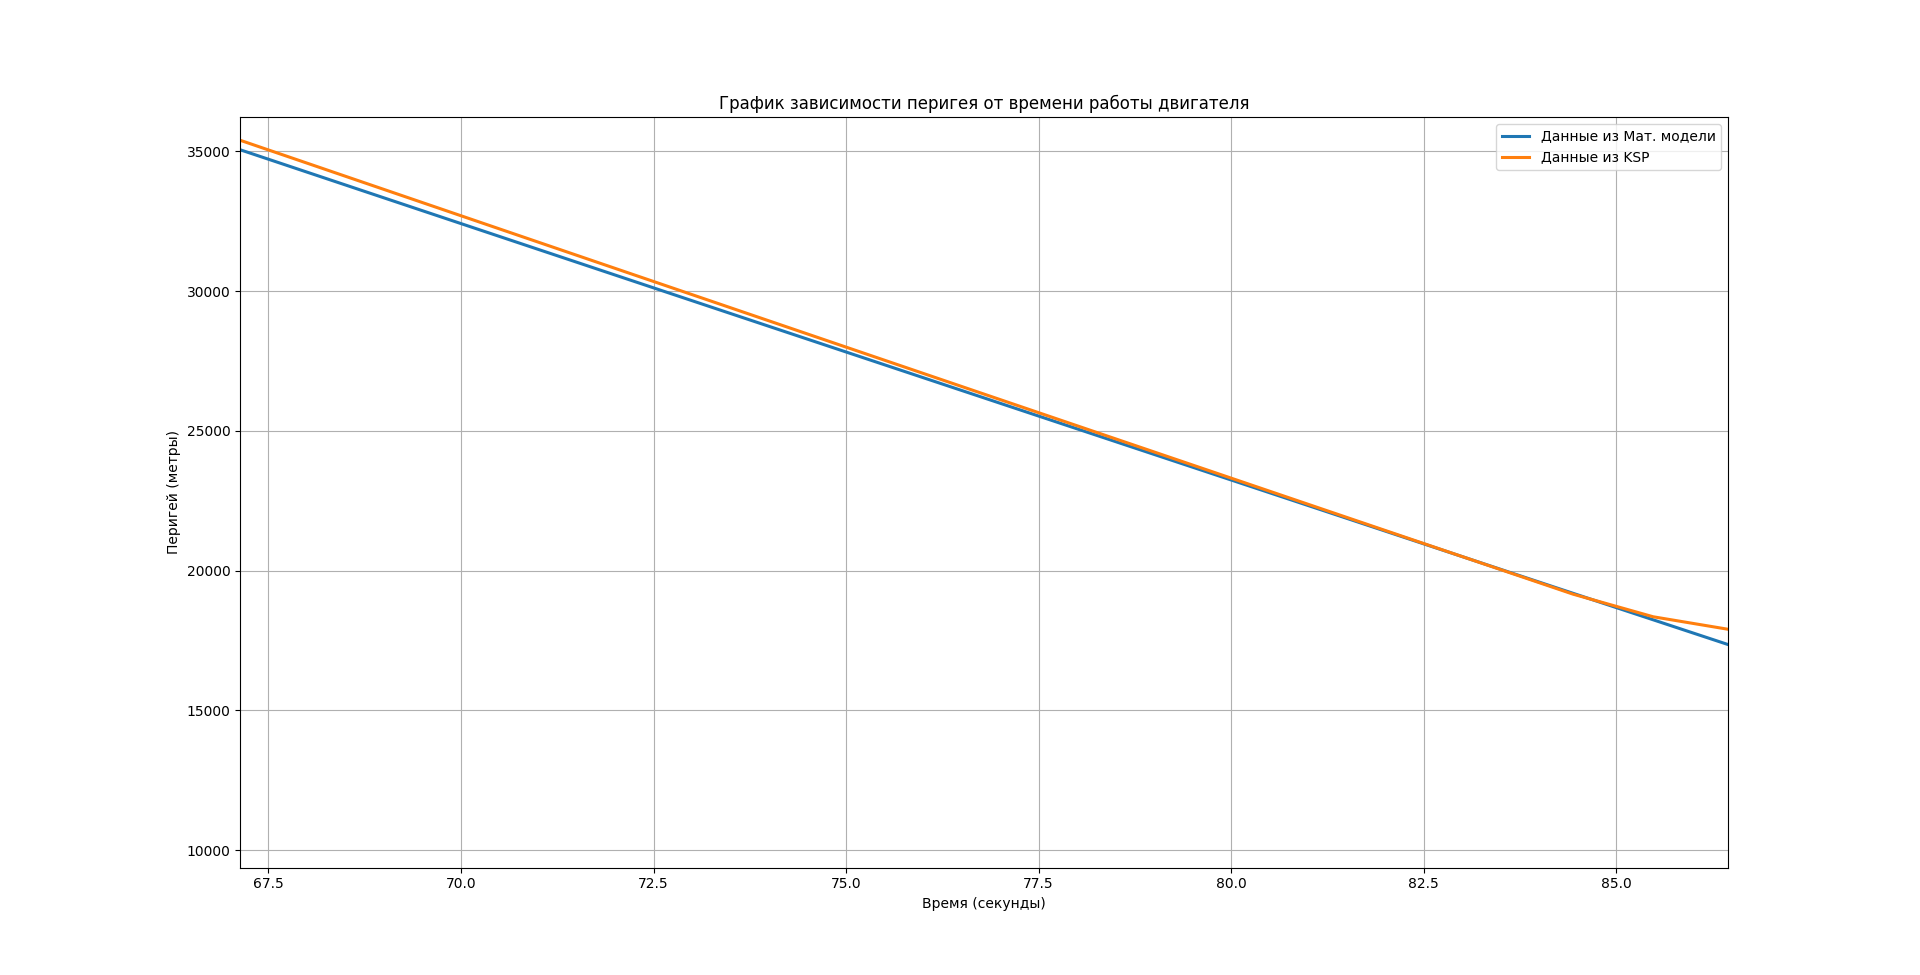 График зависимости перигея от времени работы двигателя
Данные из Мат. модели
Данные из KSP
Перигей (метры)
35000
30000
25000
20000
15000
10000
67.5 70.0 72.5 75.0 77.5 80.0 82.5 85.0
Время (секунды)